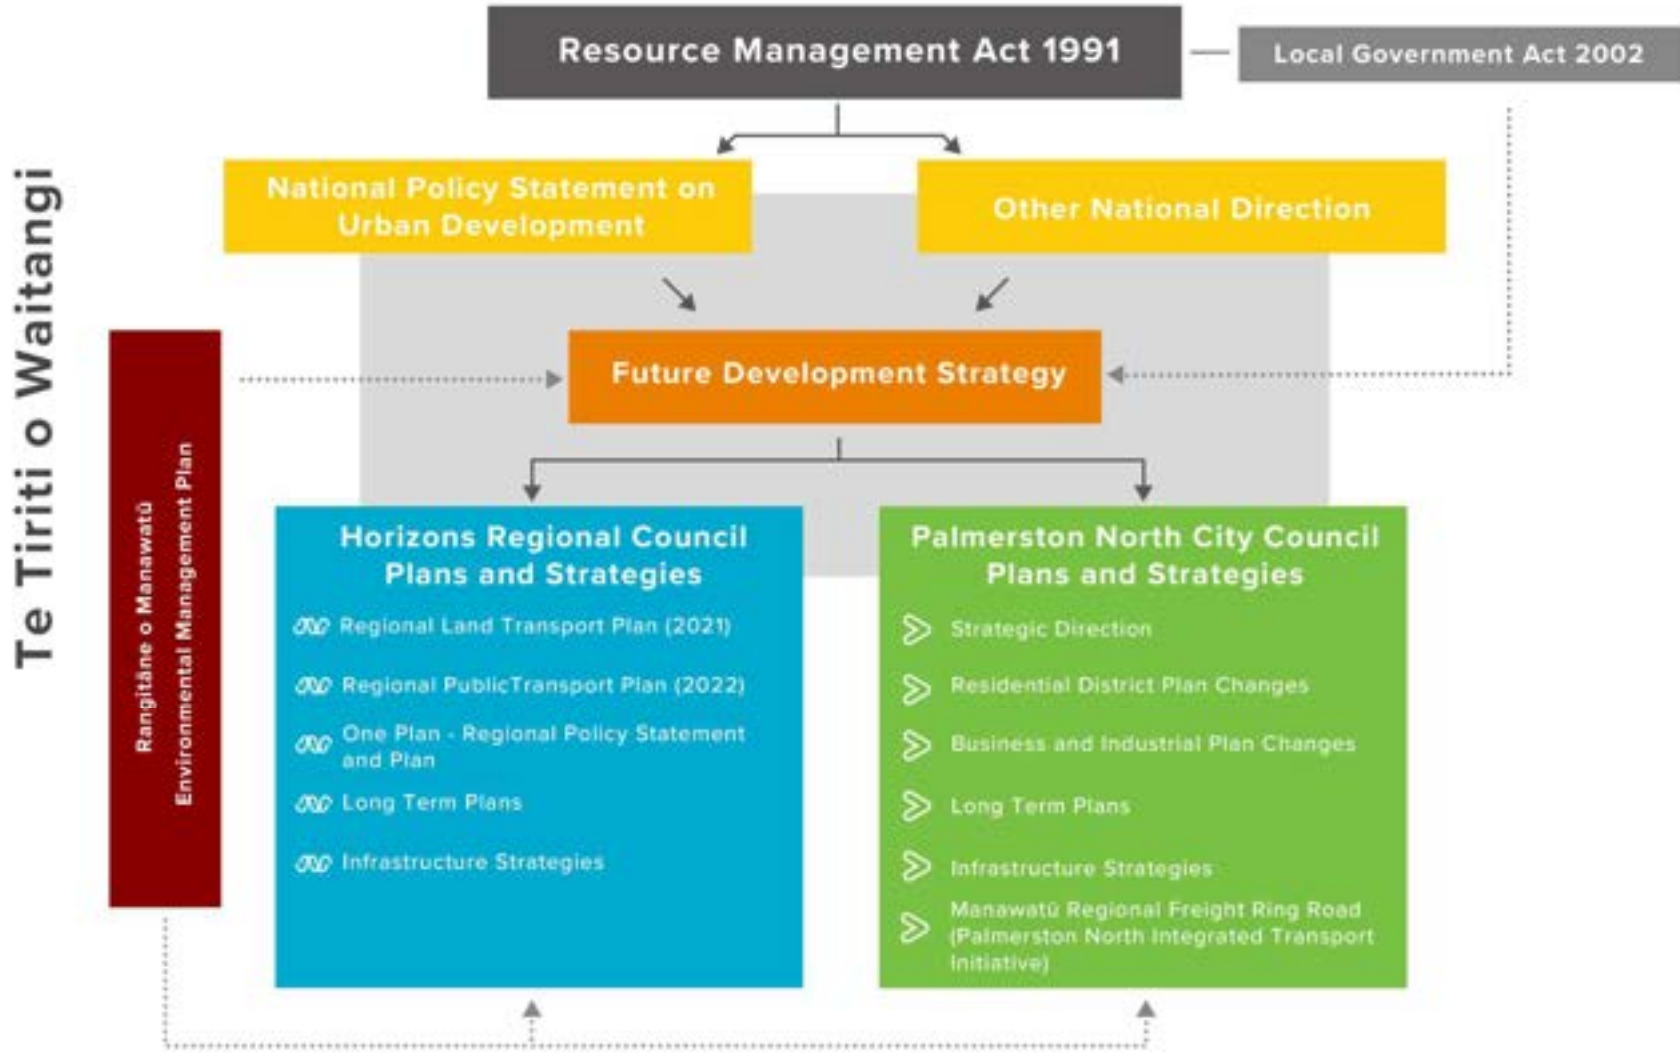 Resource Management Act 1991
Local Government Act 2002
Te Tiriti o Waitangi
National Policy Statement on
Urban Development
Other National Direction
Future Development Strategy
Rangitāne o Manawatū
Environmental Management Plan
Horizons Regional Council
Plans and Strategies
Regional Land Transport Plan (2021)
Regional PublicTransport Plan (2022)
One Plan - Regional Policy Statement
and Plan
Long Term Plans
Infrastructure Strategies
Palmerston North City Council
Plans and Strategies
Strategic Direction
Residential District Plan Changes
Business and Industrial Plan Changes
Long Term Plans
Infrastructure Strategies
Manawatū Regional Freight Ring Road
(Palmerston North Integrated Transport
Initiative)